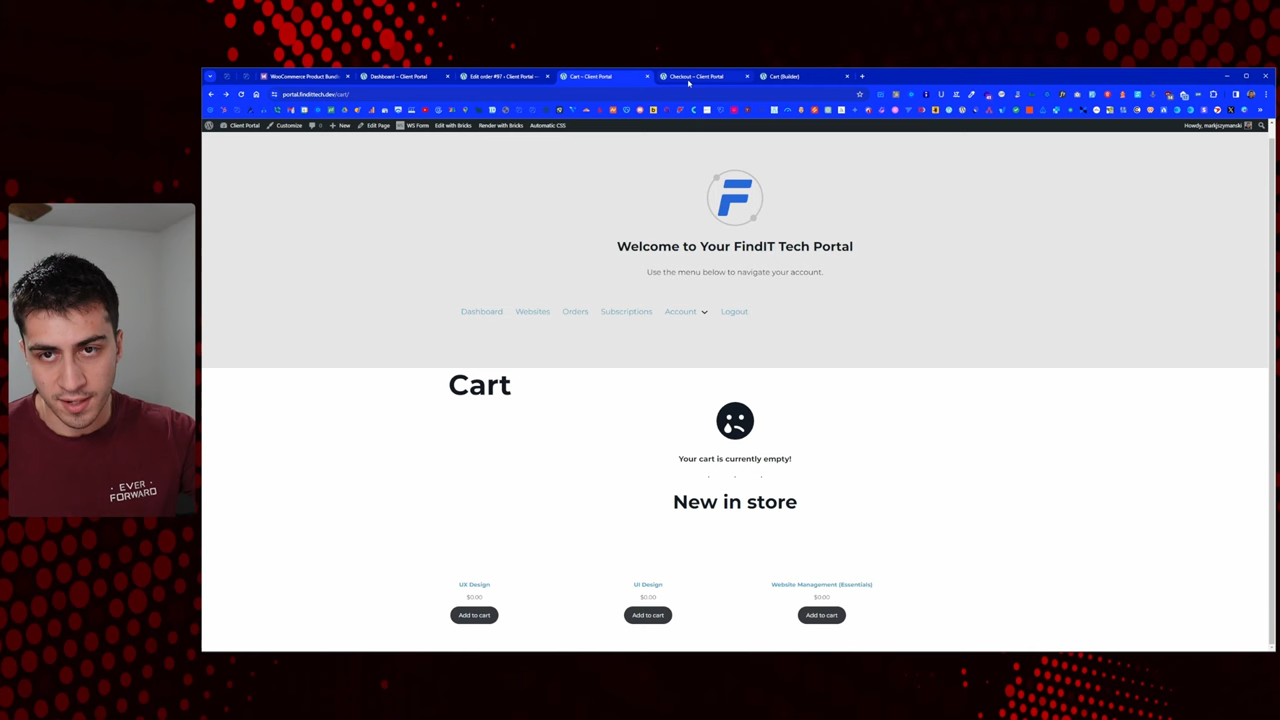 WooCommerce Product Bundl
Dashboard – Client Portal
Edit order #97 ‹ Client Portal —
Cart – Client Portal
Checkout – Client Portal
Cart (Builder)
portal.findittech.dev/cart/
Client Portal
Customize
0
New
Edit Page
WS Form
Edit with Bricks
Render with Bricks
Automatic CSS
Howdy, markjszymanski
F
Welcome to Your FindIT Tech Portal
Use the menu below to navigate your account.
Dashboard
Websites
Orders
Subscriptions
Account
Logout
Cart
Your cart is currently empty!
New in store
UX Design
UI Design
Website Management (Essentials)
$0.00
$0.00
$0.00
Add to cart
Add to cart
Add to cart
· EVER
FORWARD ·